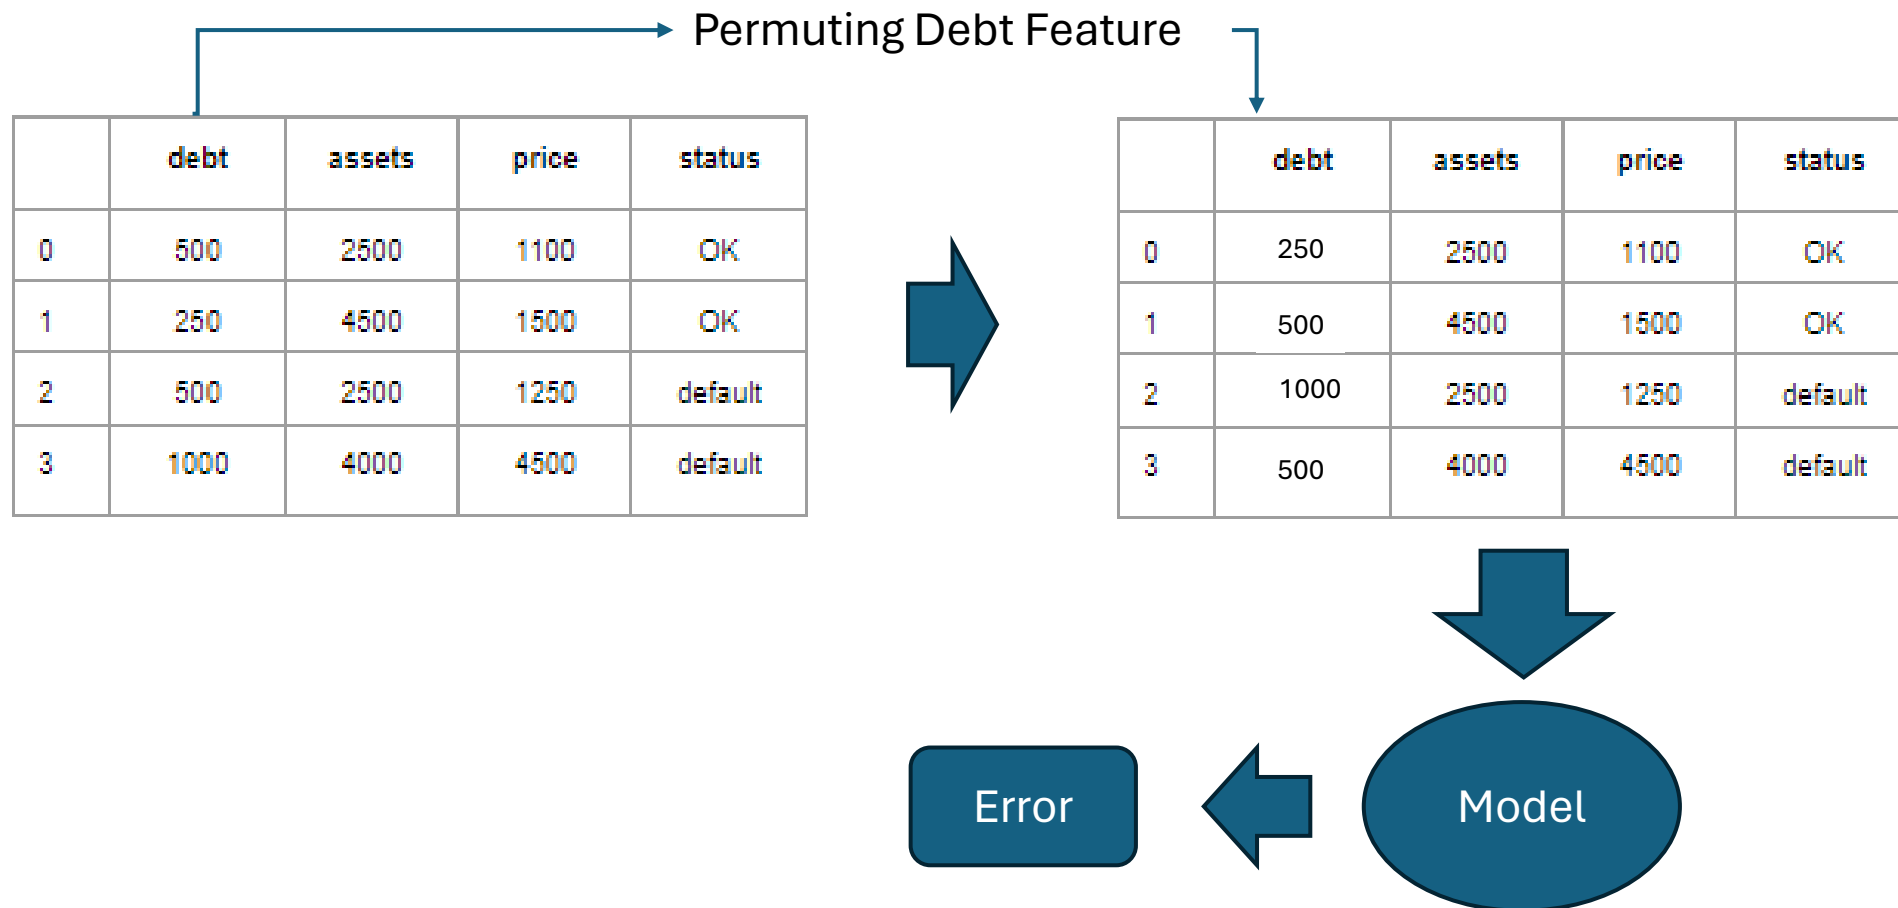 Permuting Debt Feature
debt assets price status
0 500 2500 1100 OK
1 250 4500 1500 OK
2 500 2500 1250 default
3 1000 4000 4500 default
debt assets price status
0 250 2500 1100 OK
1 500 4500 1500 OK
2 1000 2500 1250 default
3 500 4000 4500 default
Error
Model